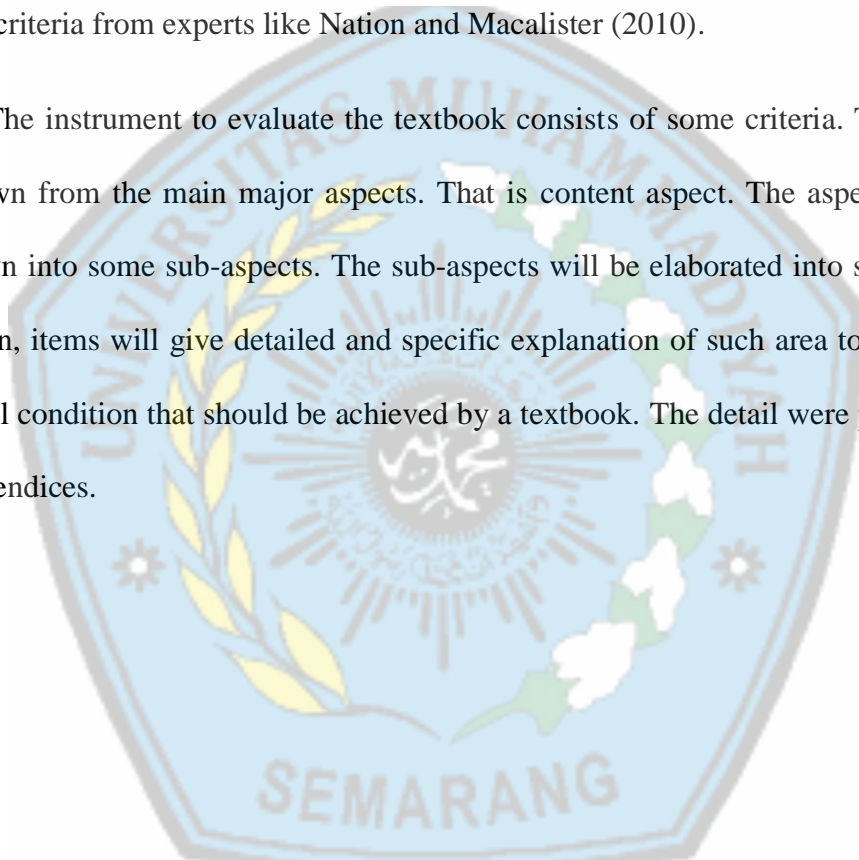 criteria from experts like Nation and Macalister (2010).
The instrument to evaluate the textbook consists of some criteria. T
wn from the main major aspects. That is content aspect. The aspe
n into some sub-aspects. The sub-aspects will be elaborated into s
n, items will give detailed and specific explanation of such area to
l condition that should be achieved by a textbook. The detail were
endices.
UNIVERSITAS MUHAMMADIYAH
SEMARANG